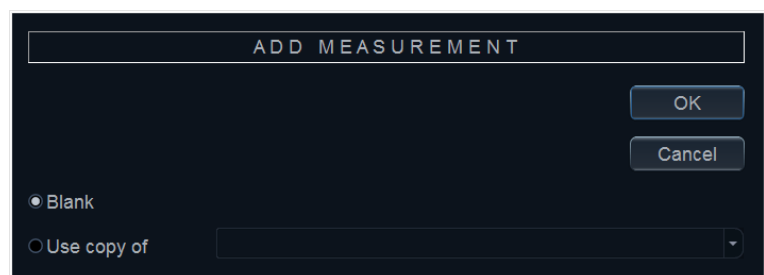 ADD MEASUREMENT
OK
Cancel
Blank
Use copy of